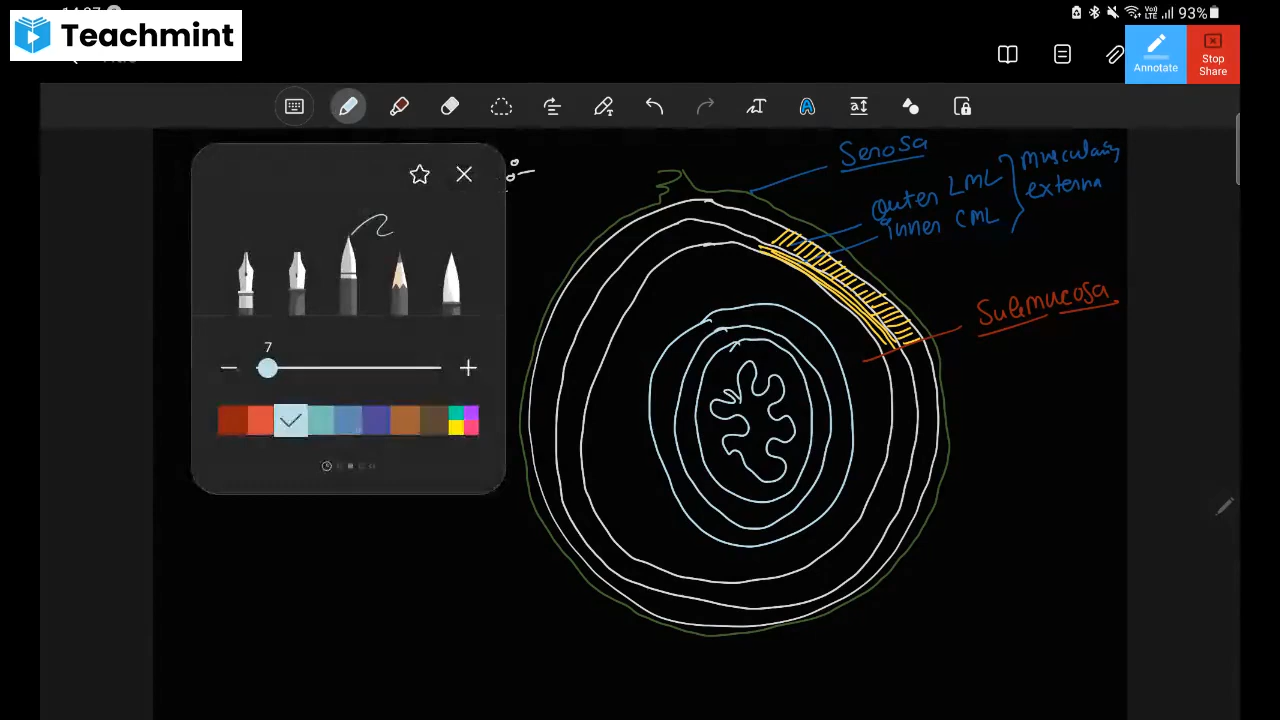 Teachmint
93%
Annotate
Stop
Share
Serosa
Outer LML
inner CML
muscularis
externa
Submucosa
7